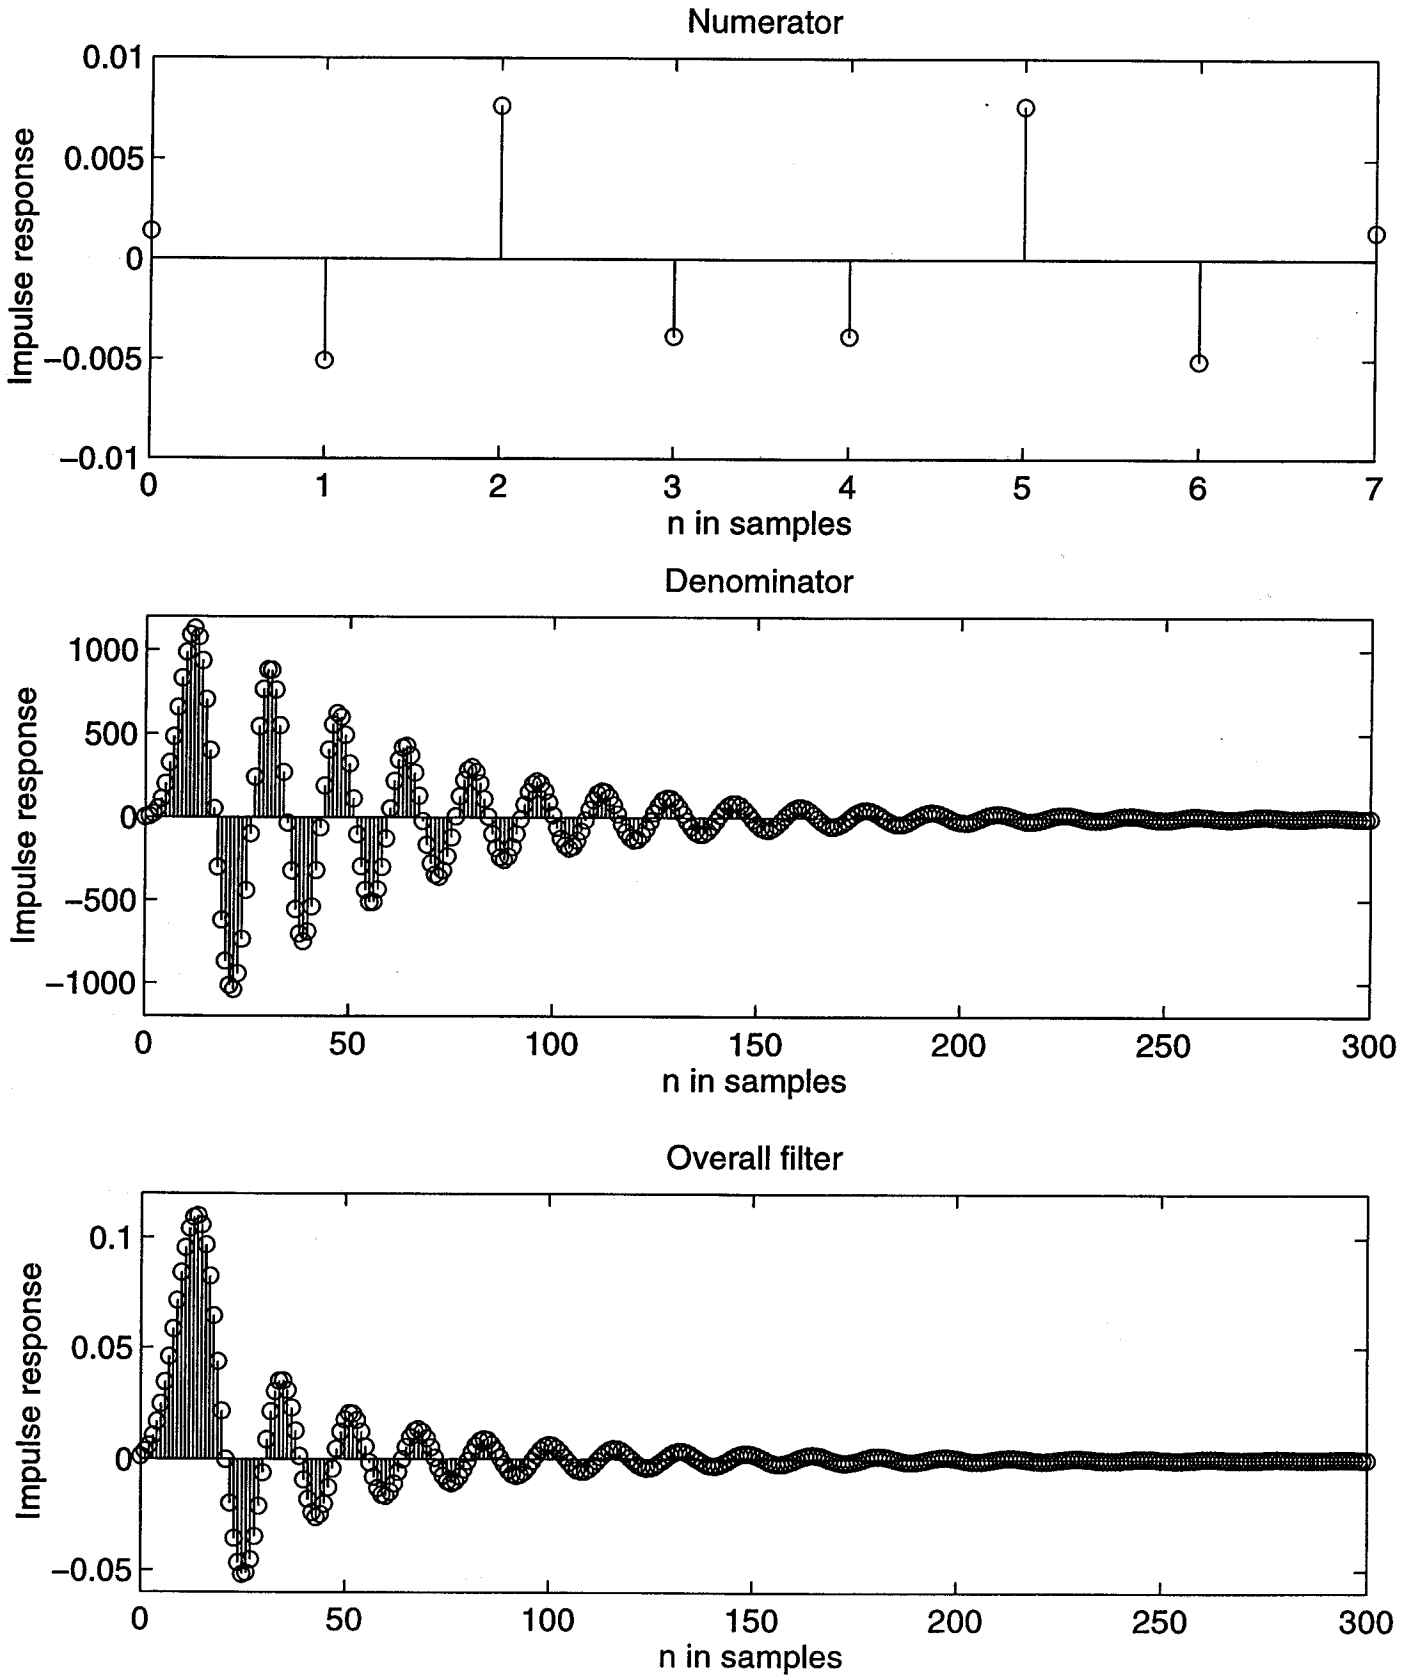 Numerator
0.01
0.005
0
−0.005
−0.01
Impulse response
0 1 2 3 4 5 6 7
n in samples
Denominator
1000
500
0
−500
−1000
Impulse response
0 50 100 150 200 250 300
n in samples
Overall filter
0.1
0.05
0
−0.05
Impulse response
0 50 100 150 200 250 300
n in samples